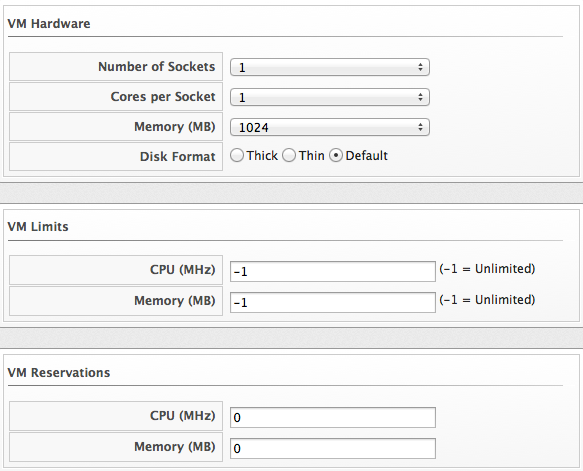 VM Hardware
Number of Sockets 1
Cores per Socket 1
Memory (MB) 1024
Disk Format Thick Thin Default
VM Limits
CPU (MHz) -1 (-1 = Unlimited)
Memory (MB) -1 (-1 = Unlimited)
VM Reservations
CPU (MHz) 0
Memory (MB) 0